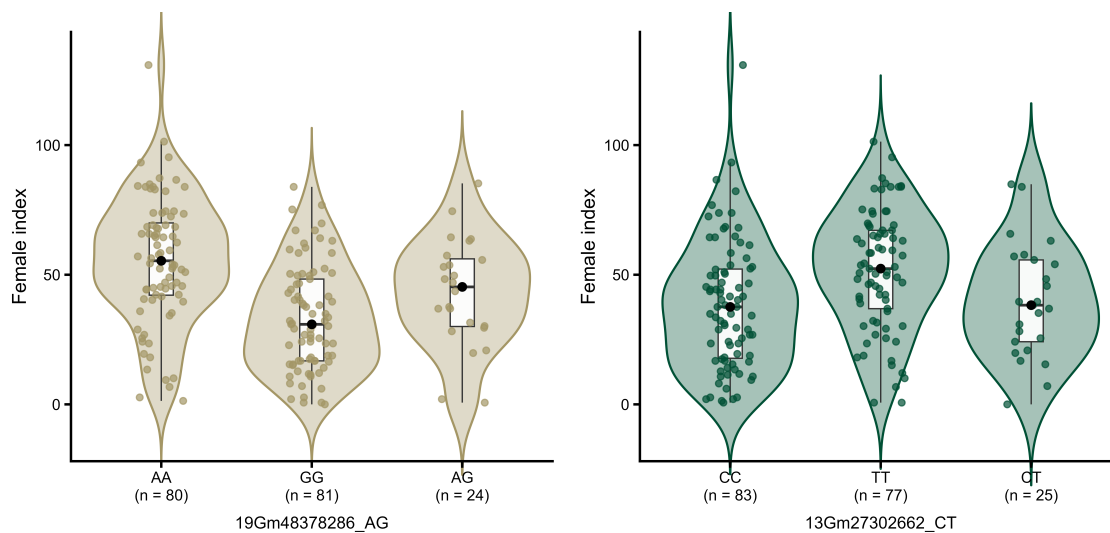 Female index
100
50
0
AA GG AG
(n = 80) (n = 81) (n = 24)
19Gm48378286_AG
Female index
100
50
0
CC TT CT
(n = 83) (n = 77) (n = 25)
13Gm27302662_CT